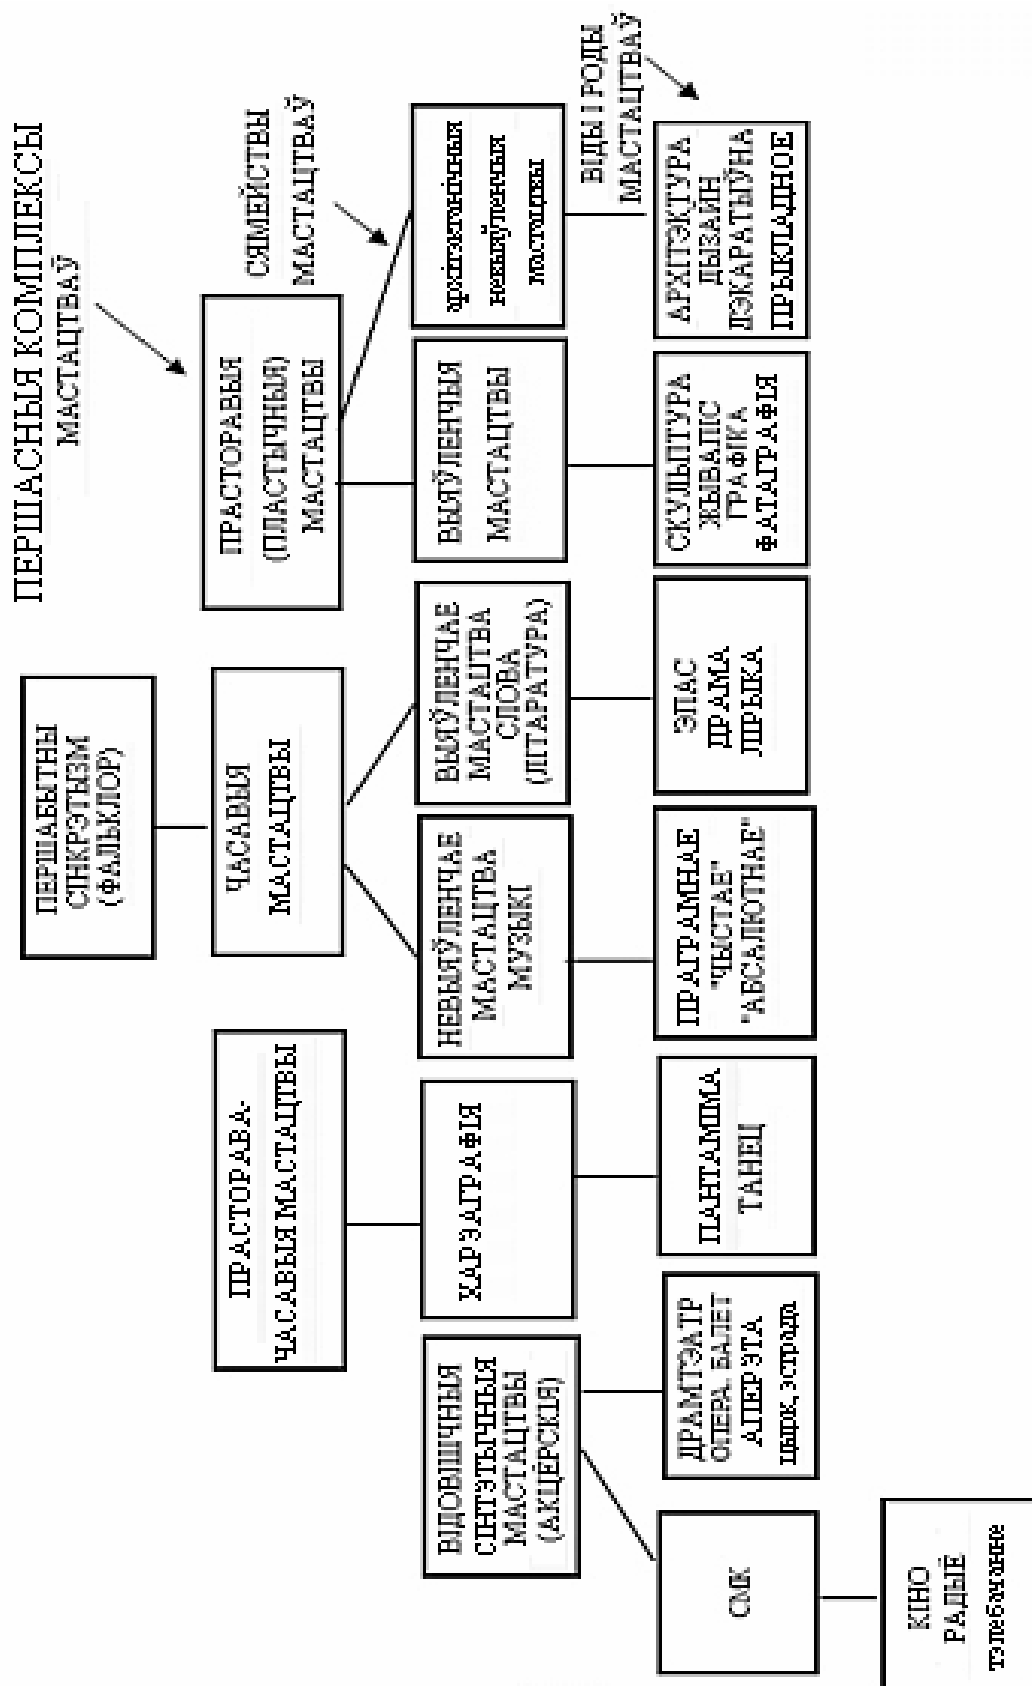 ПЕРШАСНЫЯ КОМПЛЕКСЫ
МАСТАЦТВАЎ
ПЕРШАБЫТНЫ
СІНКРЭТЫЗМ
(ФАЛЬКЛОР)
СЯМЕЙСТВЫ
МАСТАЦТВАЎ
ПРАСТОРАВА-
ЧАСАВЫЯ МАСТАЦТВЫ
ЧАСАВЫЯ
МАСТАЦТВЫ
ПРАСТОРАВЫЯ
(ПЛАСТЫЧНЫЯ)
МАСТАЦТВЫ
ВІДОВІШЧНЫЯ
СІНТЭТЫЧНЫЯ
МАСТАЦТВЫ
(АКЦЁРСКІЯ)
ХАРЭАГРАФІЯ
НЕВЫЯЎЛЕНЧАЕ
МАСТАЦТВА
МУЗЫКІ
ВЫЯЎЛЕНЧАЕ
МАСТАЦТВА
СЛОВА
(ЛІТАРАТУРА)
ВЫЯЎЛЕНЧЫЯ
МАСТАЦТВЫ
архітэктанічныя
невыяўленчыя
мастацтвы
ВІДЫ І РОДЫ
МАСТАЦТВАЎ
СМК
ДРАМТЭАТР
ОПЕРА. БАЛЕТ
АПЕРЭТА
цырк, эстрада
ПАНТАМІМА
ТАНЕЦ
ПРАГРАМНАЕ
"ЧЫСТАЕ"
"АБСАЛЮТНАЕ"
ЭПАС
ДРАМА
ЛІРЫКА
СКУЛЬПТУРА
ЖЫВАПІС
ГРАФІКА
ФАТАГРАФІЯ
АРХІТЭКТУРА
ДЫЗАЙН
ДЭКАРАТЫЎНА
ПРЫКЛАДНОЕ
КІНО
РАДЫЁ
тэлебачанне